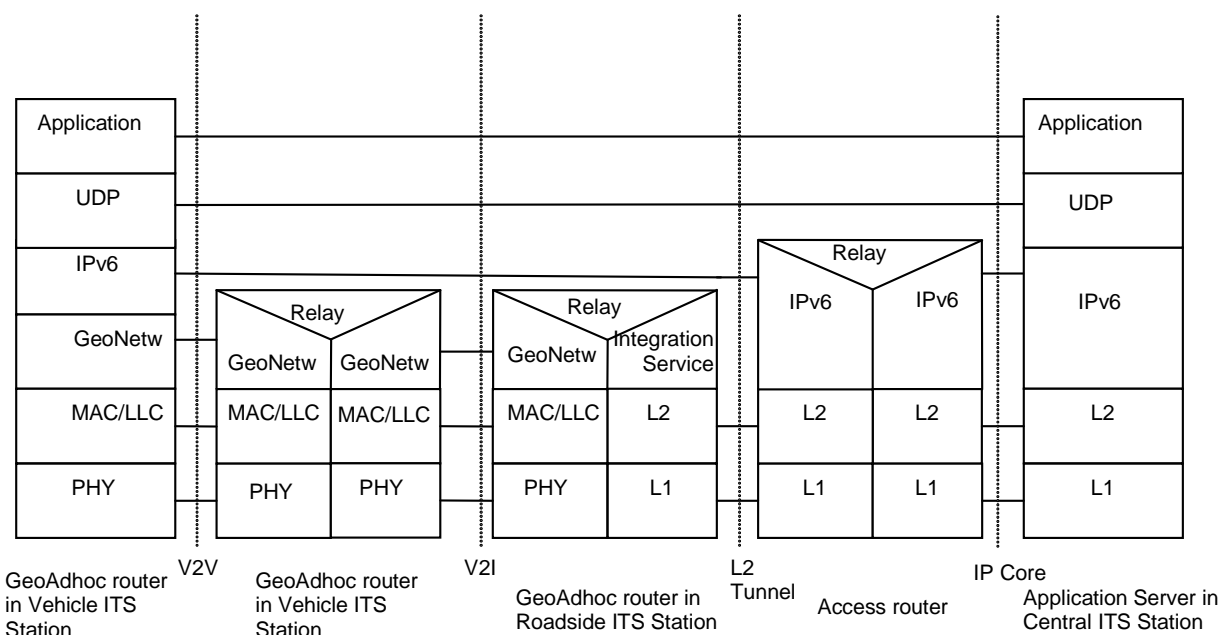 Application
UDP
IPv6
GeoNetw
MAC/LLC
PHY
Relay
GeoNetw
GeoNetw
MAC/LLC
MAC/LLC
PHY
PHY
Relay
GeoNetw
Integration
Service
MAC/LLC
L2
PHY
L1
Relay
IPv6
IPv6
L2
L2
L1
L1
Application
UDP
IPv6
L2
L1
GeoAdhoc router
in Vehicle ITS
Station
V2V
GeoAdhoc router
in Vehicle ITS
Station
V2I
GeoAdhoc router in
Roadside ITS Station
L2
Tunnel
Access router
IP Core
Application Server in
Central ITS Station